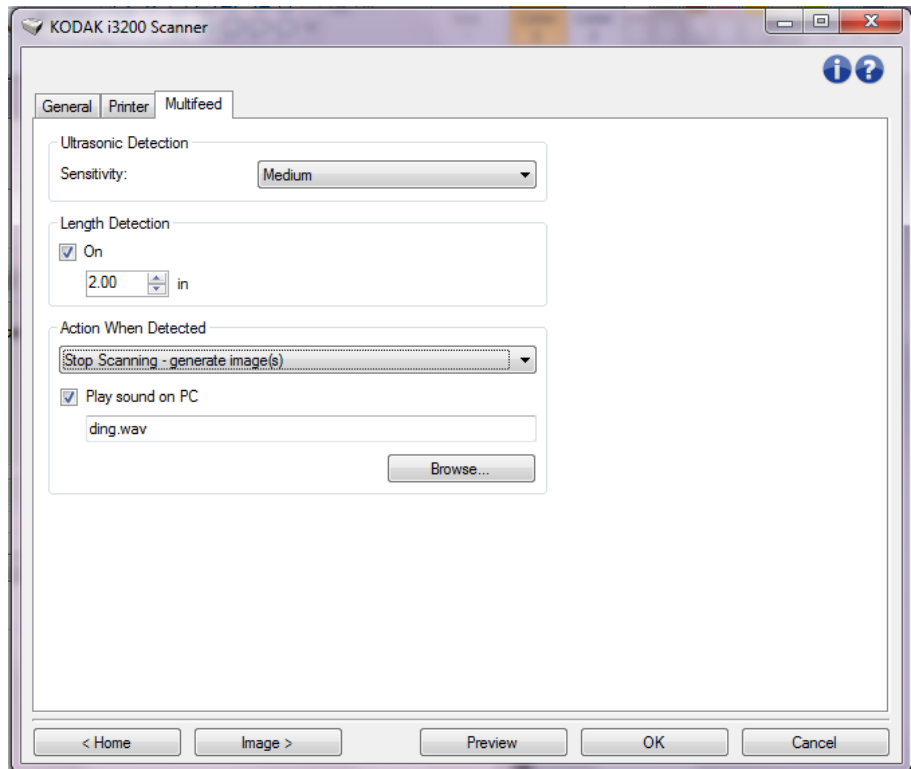 KODAK i3200 Scanner
General Printer Multifeed
Ultrasonic Detection
Sensitivity: Medium
Length Detection
On
2.00 in
Action When Detected
Stop Scanning - generate image(s)
Play sound on PC
ding.wav
Browse...
< Home Image > Preview OK Cancel